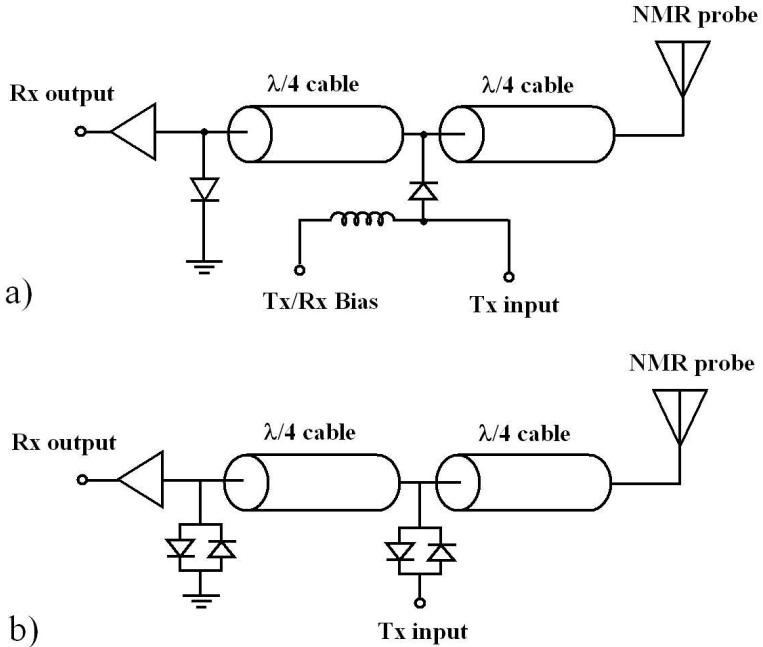 NMR probe
λ/4 cable
λ/4 cable
Rx output
Tx/Rx Bias
Tx input
a)
NMR probe
λ/4 cable
λ/4 cable
Rx output
Tx input
b)